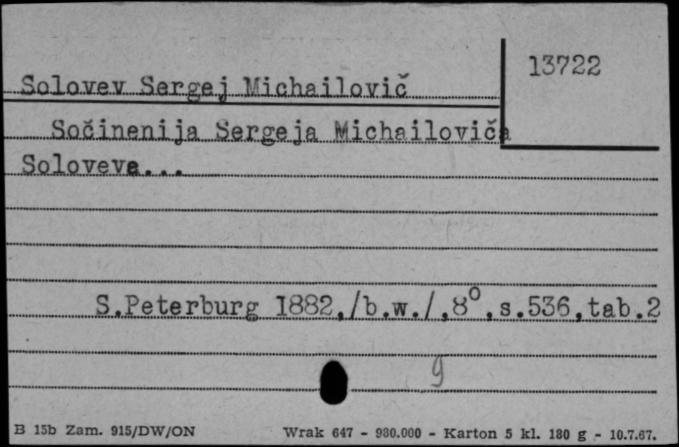 13722
Solovev Sergej Michailovič
Sočinenija Sergeja Michailoviča
Soloveva...
S.Peterburg 1882,/b.w./,8°,s.536,tab.2
9
B 15b Zam. 915/DW/ON Wrak 647 - 980.000 - Karton 5 kl. 180 g - 10.7.67.